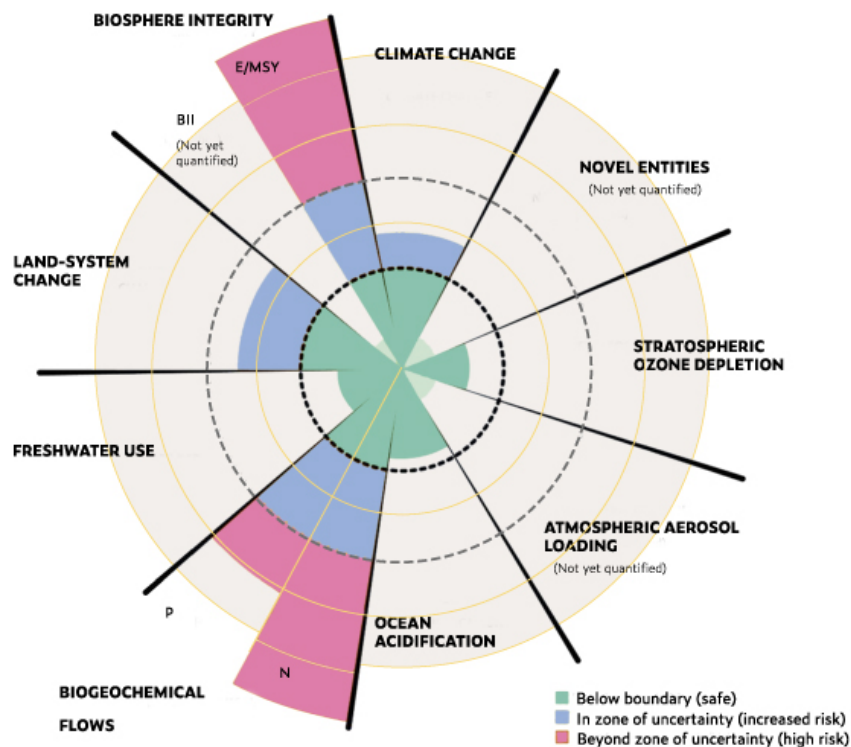 BIOSPHERE INTEGRITY
CLIMATE CHANGE
E/MSY
BII
(Not yet
quantified)
NOVEL ENTITIES
(Not yet quantified)
LAND-SYSTEM
CHANGE
STRATOSPHERIC
OZONE DEPLETION
FRESHWATER USE
ATMOSPHERIC AEROSOL
LOADING
(Not yet quantified)
P
OCEAN
ACIDIFICATION
N
BIOGEOCHEMICAL
FLOWS
Below boundary (safe)
In zone of uncertainty (increased risk)
Beyond zone of uncertainty (high risk)